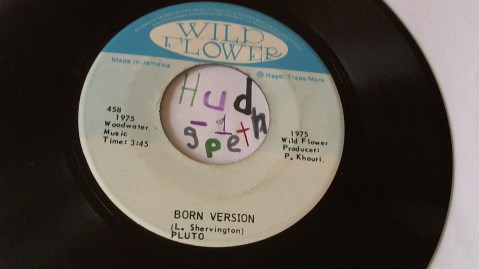 WILD
FLOWER
Made in Jamaica
Regd. Trade Mark
458
1975
Woodwater
Music
Time: 3:45
Hudn
-1
gpeth
1975
Wild Flower
Producer:
P. Khouri.
BORN VERSION
(L. Shervington)
PLUTO